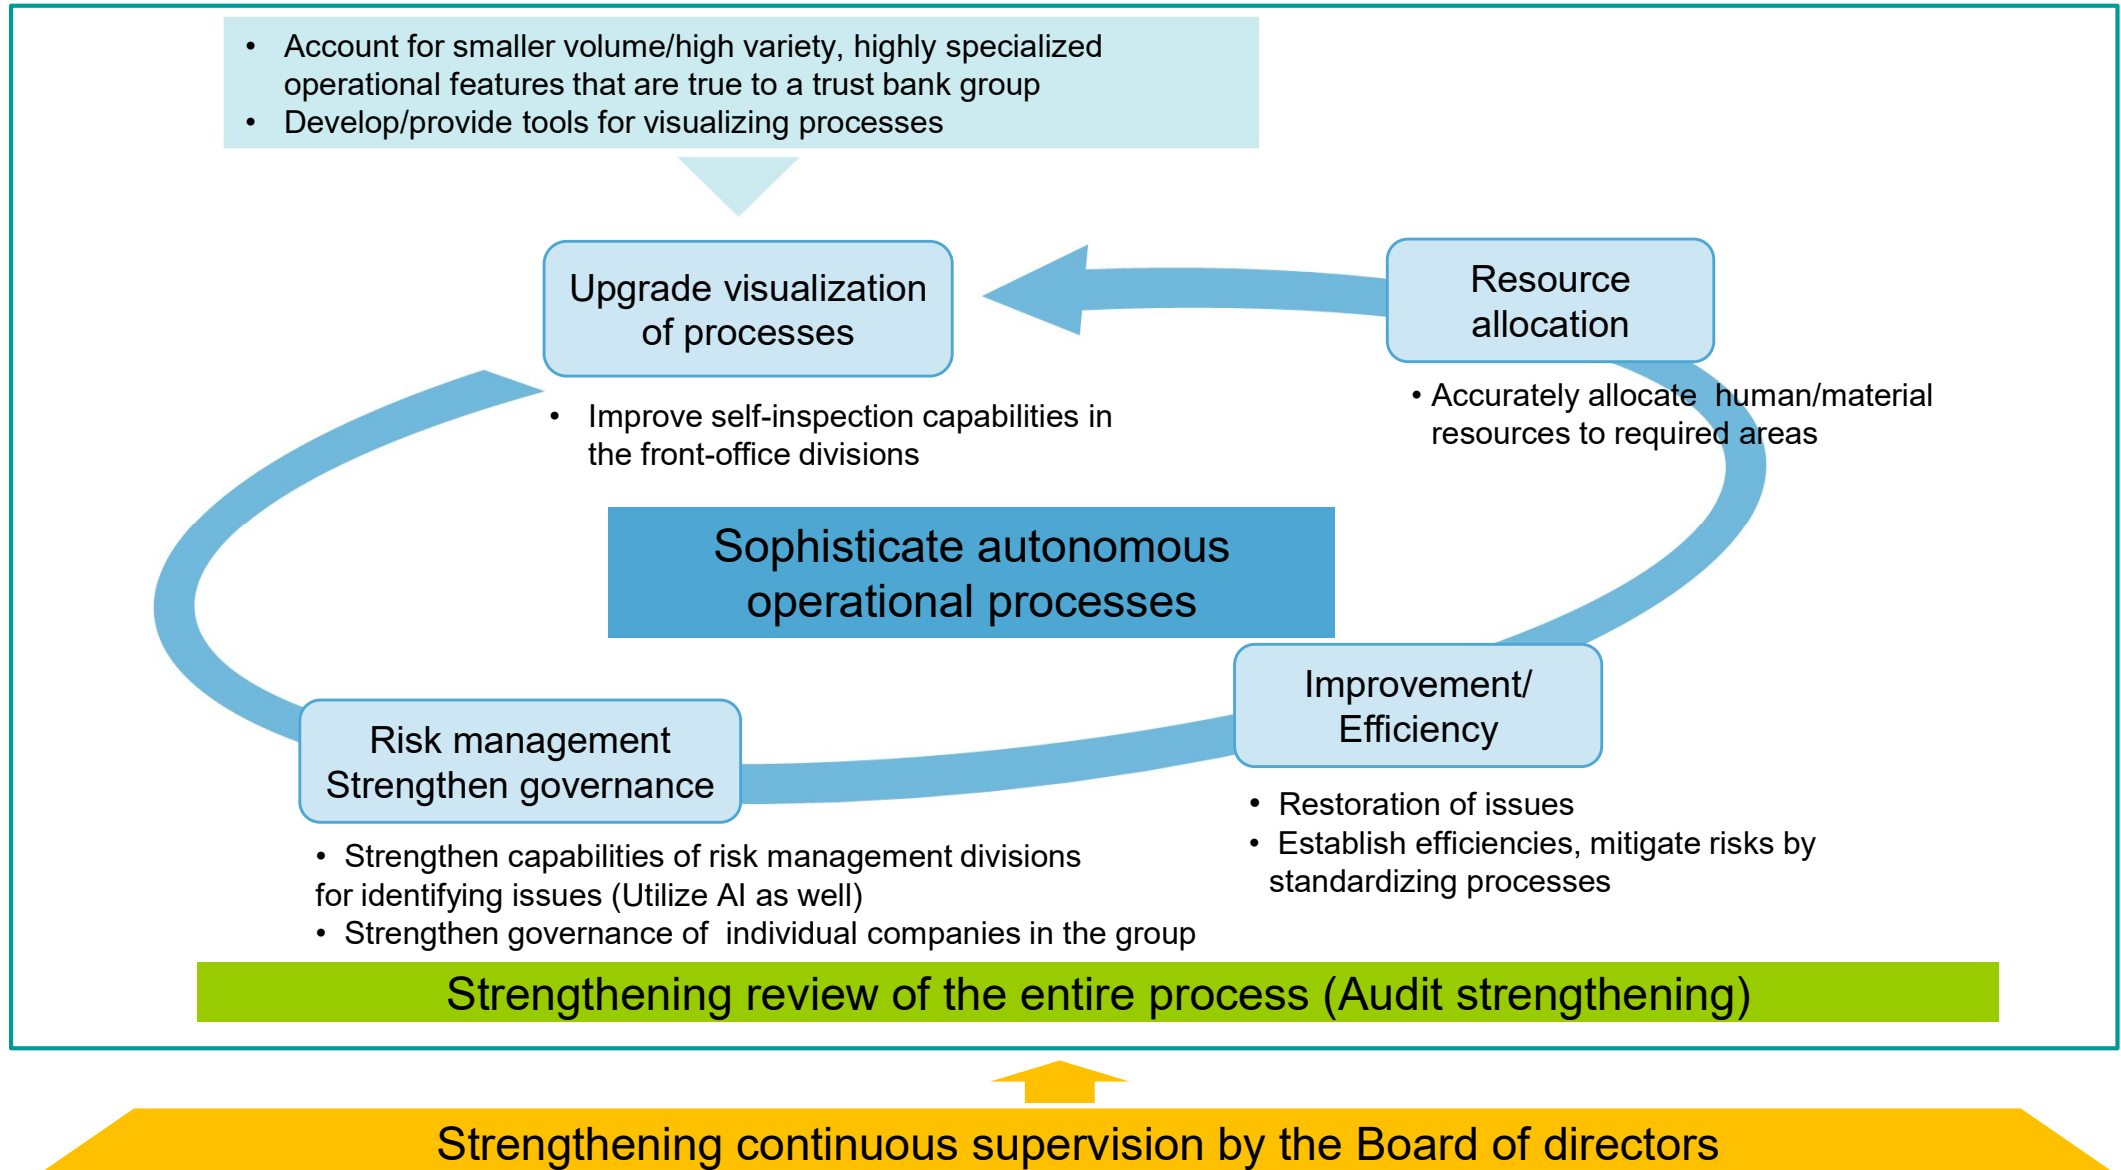 • Account for smaller volume/high variety, highly specialized
operational features that are true to a trust bank group
• Develop/provide tools for visualizing processes
Upgrade visualization
of processes
• Improve self-inspection capabilities in
the front-office divisions
Resource
allocation
• Accurately allocate human/material
resources to required areas
Sophisticate autonomous
operational processes
Risk management
Strengthen governance
• Strengthen capabilities of risk management divisions
for identifying issues (Utilize AI as well)
• Strengthen governance of individual companies in the group
Improvement/
Efficiency
• Restoration of issues
• Establish efficiencies, mitigate risks by
standardizing processes
Strengthening review of the entire process (Audit strengthening)
Strengthening continuous supervision by the Board of directors